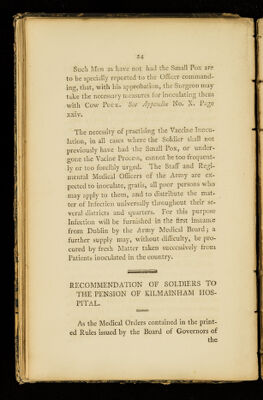 24
Such Men as have not had the Small Pox are
to be specially reported to the Officer command-
ing, that, with his approbation, the Surgeon may
take the necessary measures for inoculating them
with Cow Pock. See Appendix No. X. Page
xxiv.
The necessity of practising the Vaccine Inocu-
lation, in all cases where the Soldier shall not
previously have had the Small Pox, or under-
gone the Vacine Process, cannot be too frequent-
ly or too forcibly urged. The Staff and Regi-
mental Medical Officers of the Army are ex-
pected to inoculate, gratis, all poor persons who
may apply to them, and to distribute the mat-
ter of Infection universally throughout their se-
veral districts and quarters. For this purpose
Infection will be furnished in the first instance
from Dublin by the Army Medical Board; a
further supply may, without difficulty, be pro-
cured by fresh Matter taken successively from
Patients inoculated in the country.
RECOMMENDATION OF SOLDIERS TO
THE PENSION OF KILMAINHAM HOS-
PITAL.
As the Medical Orders contained in the print-
ed Rules issued by the Board of Governors of
the